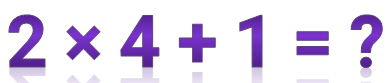 2 × 4 + 1 = ?